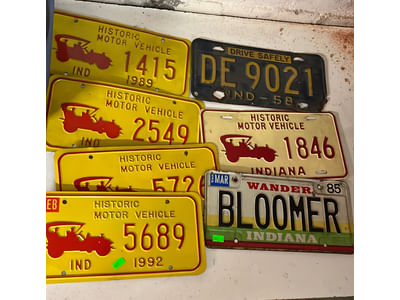 HISTORIC
MOTOR VEHICLE
1415
IND
1989
HISTORIC
MOTOR VEHICLE
2549
IND
HISTORIC
MOTOR VEHICLE
572
HISTORIC
MOTOR VEHICLE
5689
IND 1992
DRIVE SAFELY
DE 9021
IND-58
HISTORIC
MOTOR VEHICLE
1846
INDIANA
MAR
WANDER
85
BLOOMER
INDIANA